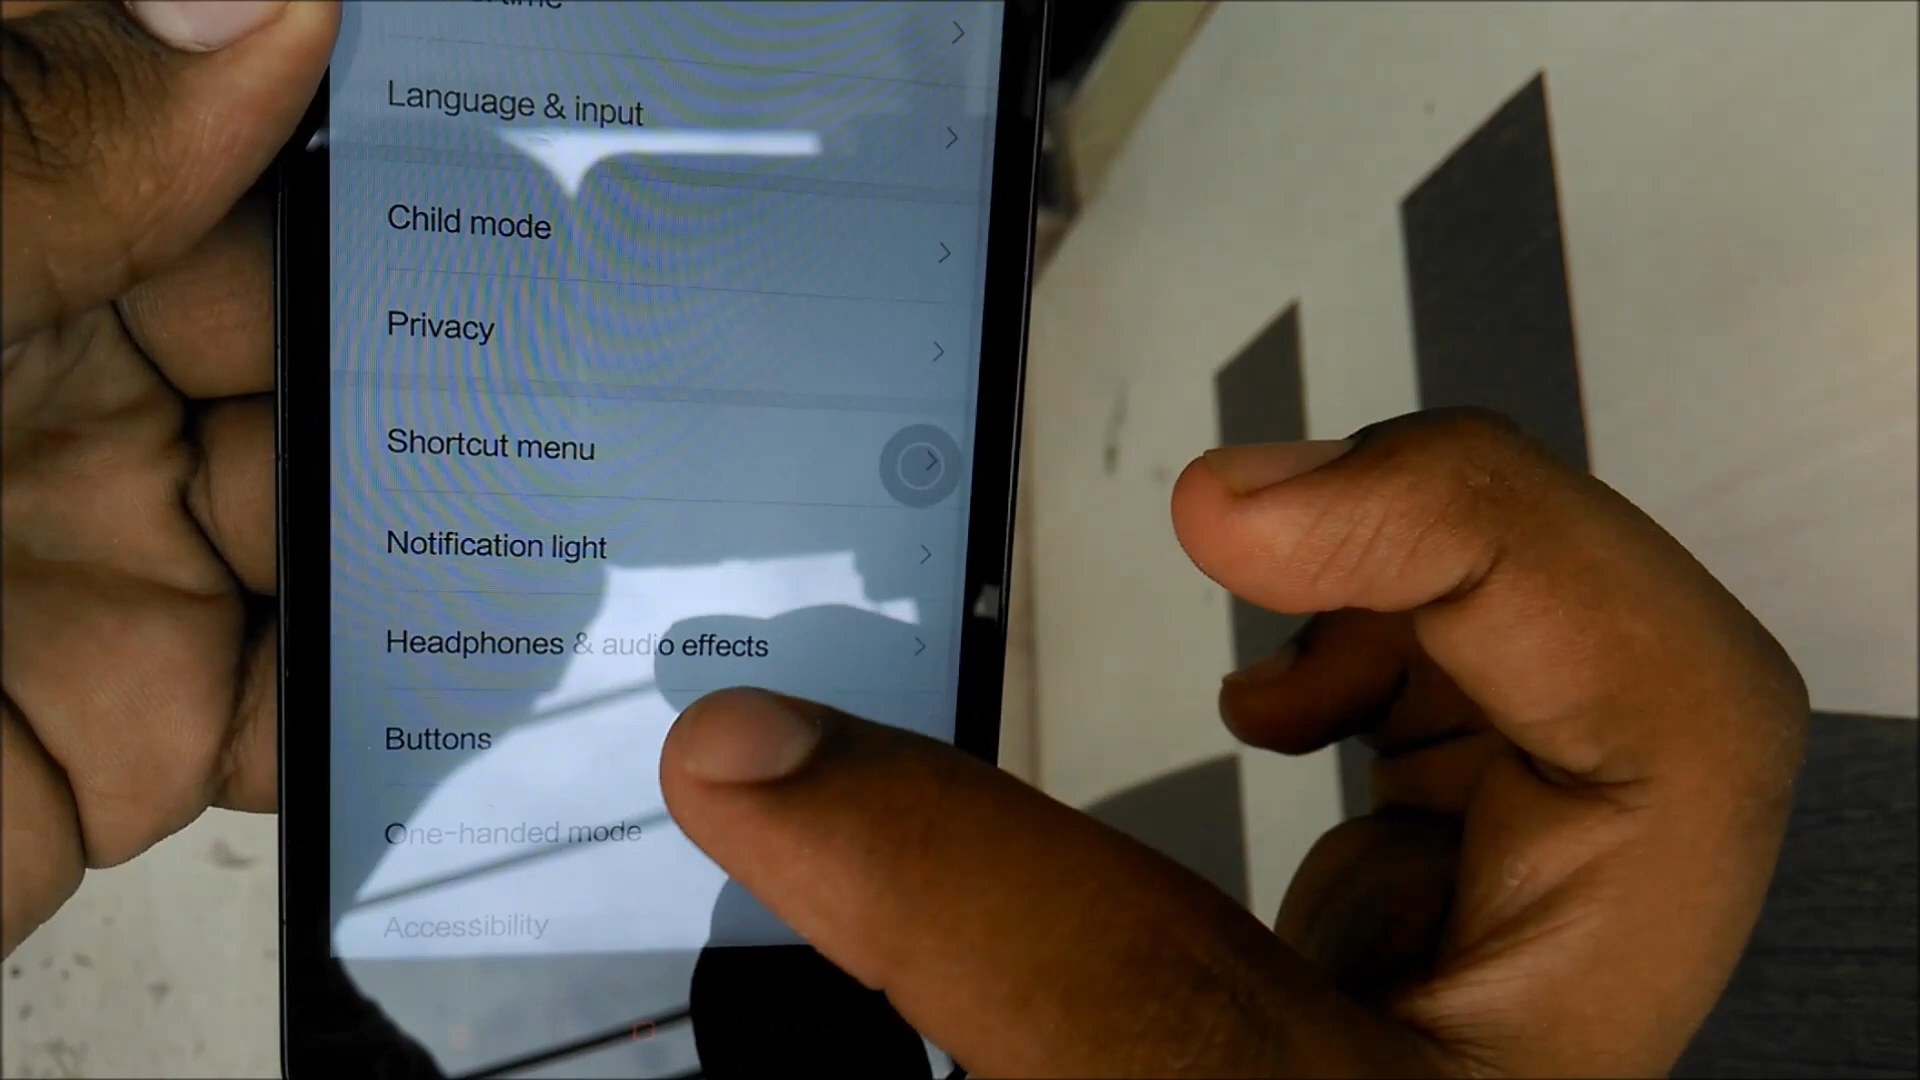 Language & input
Child mode
Privacy
Shortcut menu
Notification light
Headphones & audio effects
Buttons
One-handed mode
Accessibility